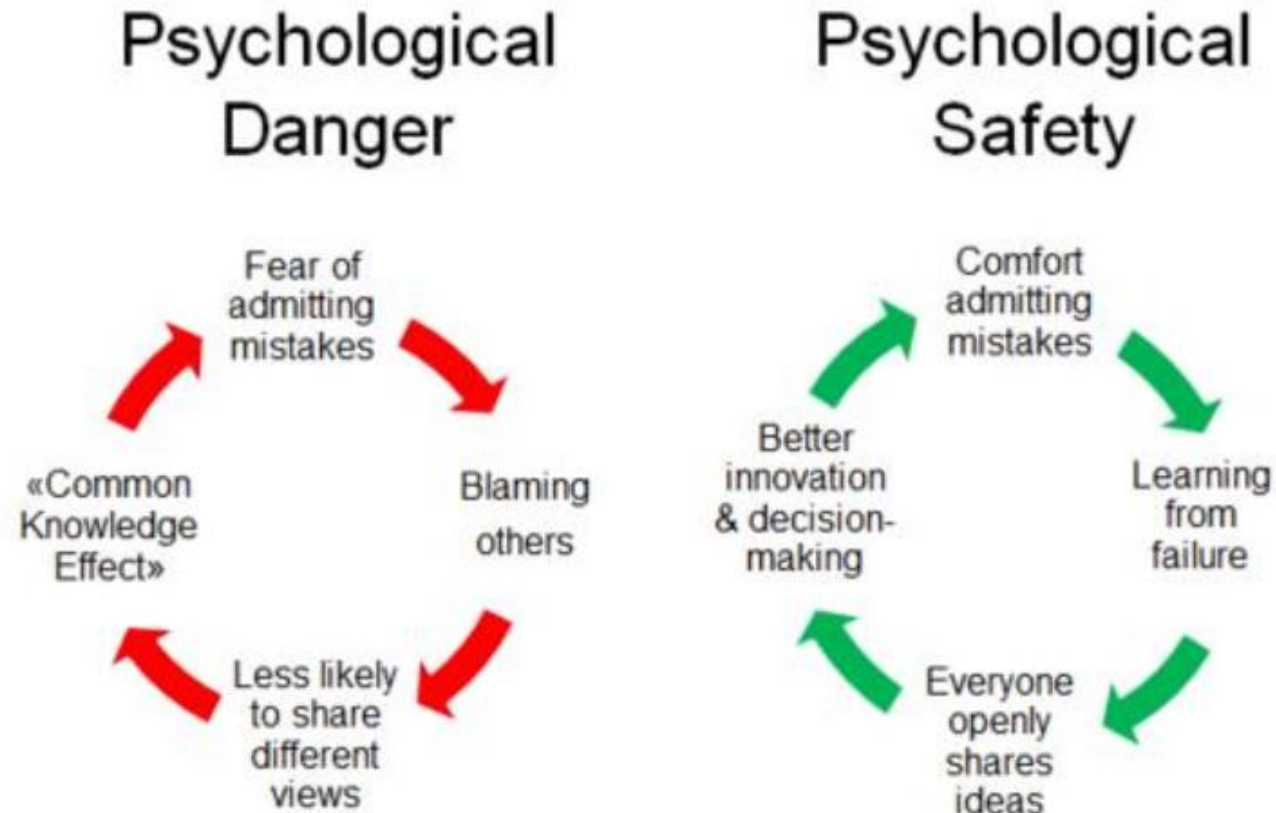 Psychological
Danger
Fear of
admitting
mistakes
Blaming
others
Less likely
to share
different
views
«Common
Knowledge
Effect»
Psychological
Safety
Comfort
admitting
mistakes
Learning
from
failure
Everyone
openly
shares
ideas
Better
innovation
& decision-
making